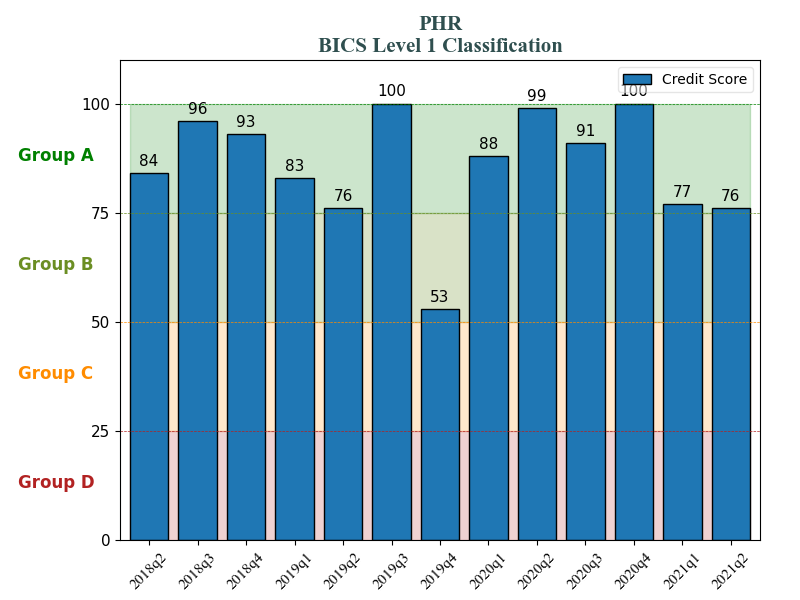 PHR
BICS Level 1 Classification
Credit Score
100
75
50
25
0
Group A
Group B
Group C
Group D
84
96
93
83
76
100
53
88
99
91
100
77
76
2018q2
2018q3
2018q4
2019q1
2019q2
2019q3
2019q4
2020q1
2020q2
2020q3
2020q4
2021q1
2021q2